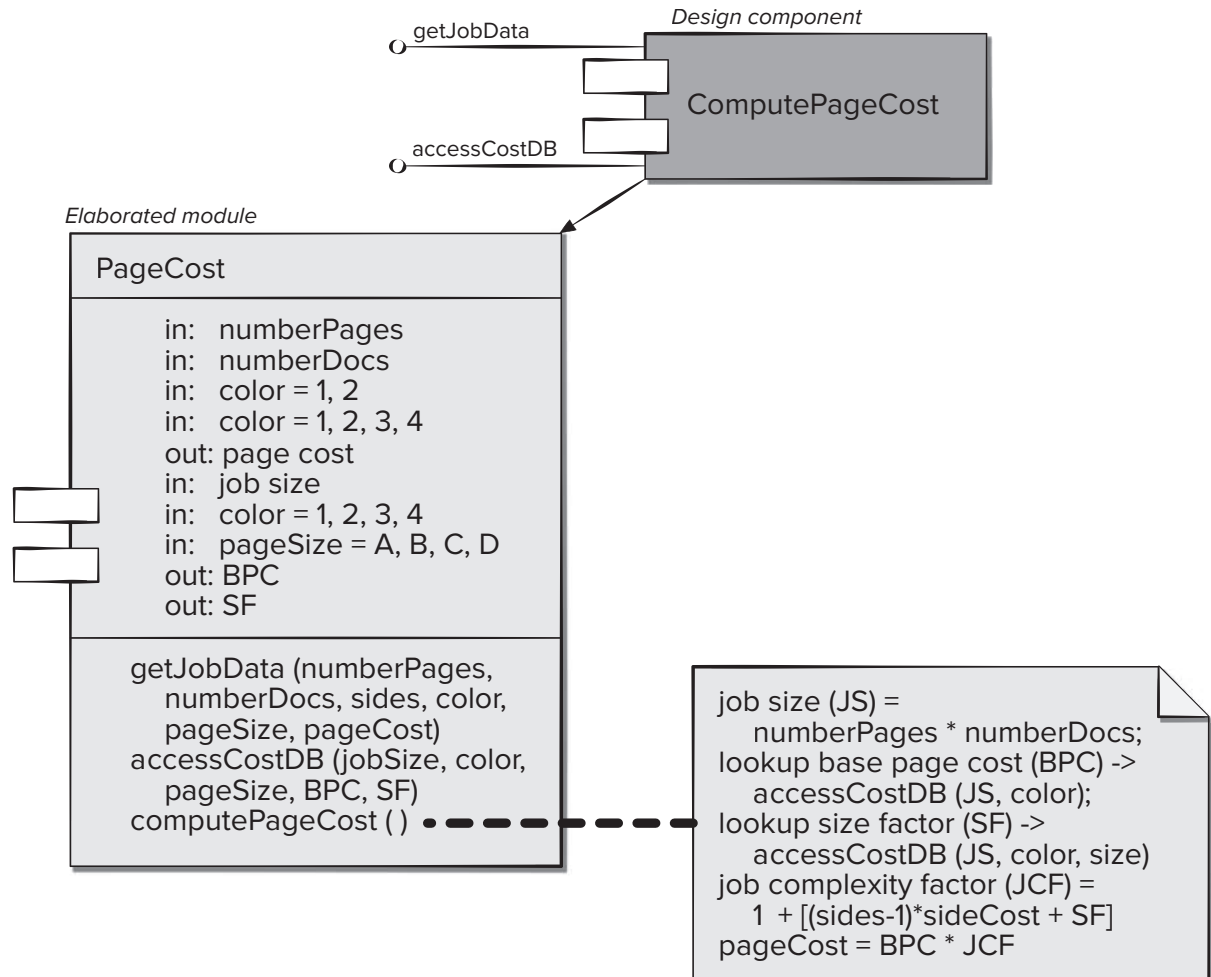 Design component
getJobData
ComputePageCost
accessCostDB
Elaborated module
PageCost
in: numberPages
in: numberDocs
in: color = 1, 2
in: color = 1, 2, 3, 4
out: page cost
in: job size
in: color = 1, 2, 3, 4
in: pageSize = A, B, C, D
out: BPC
out: SF
getJobData (numberPages,
numberDocs, sides, color,
pageSize, pageCost)
accessCostDB (jobSize, color,
pageSize, BPC, SF)
computePageCost ( )
job size (JS) =
numberPages * numberDocs;
lookup base page cost (BPC) ->
accessCostDB (JS, color);
lookup size factor (SF) ->
accessCostDB (JS, color, size)
job complexity factor (JCF) =
1 + [(sides-1)*sideCost + SF]
pageCost = BPC * JCF